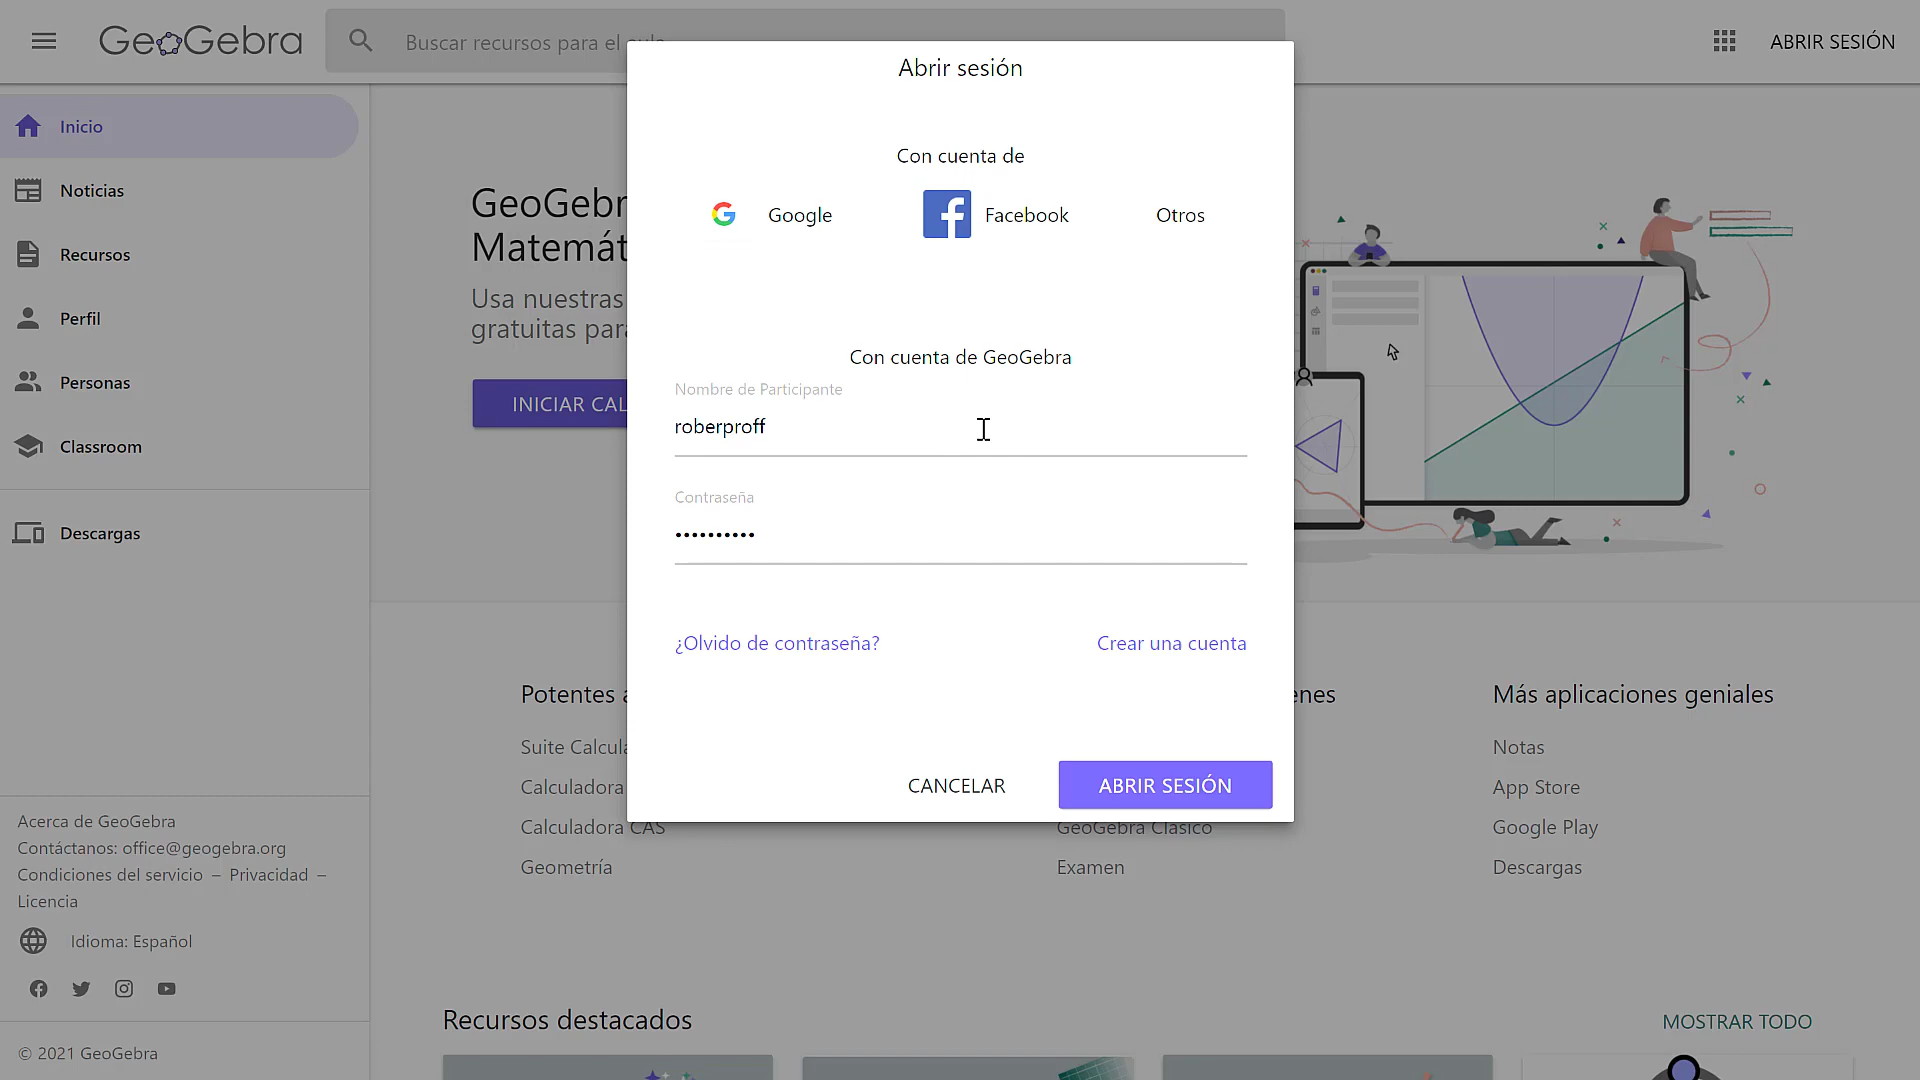 GeoGebra
Buscar recursos para el aula
ABRIR SESIÓN
Inicio
Noticias
Recursos
Perfil
Personas
Classroom
Descargas
Acerca de GeoGebra
Contáctanos: office@geogebra.org
Condiciones del servicio – Privacidad –
Licencia
Idioma: Español
© 2021 GeoGebra
GeoGebr
Matemát
Usa nuestras
gratuitas para
INICIAR CAL
Abrir sesión
Con cuenta de
Google
Facebook
Otros
Con cuenta de GeoGebra
Nombre de Participante
roberproff
Contraseña
••••••••••
¿Olvido de contraseña?
Crear una cuenta
CANCELAR
ABRIR SESIÓN
Potentes a
Suite Calcula
Calculadora
Calculadora CAS
Geometría
enes
GeoGebra Clásico
Examen
Más aplicaciones geniales
Notas
App Store
Google Play
Descargas
Recursos destacados
MOSTRAR TODO